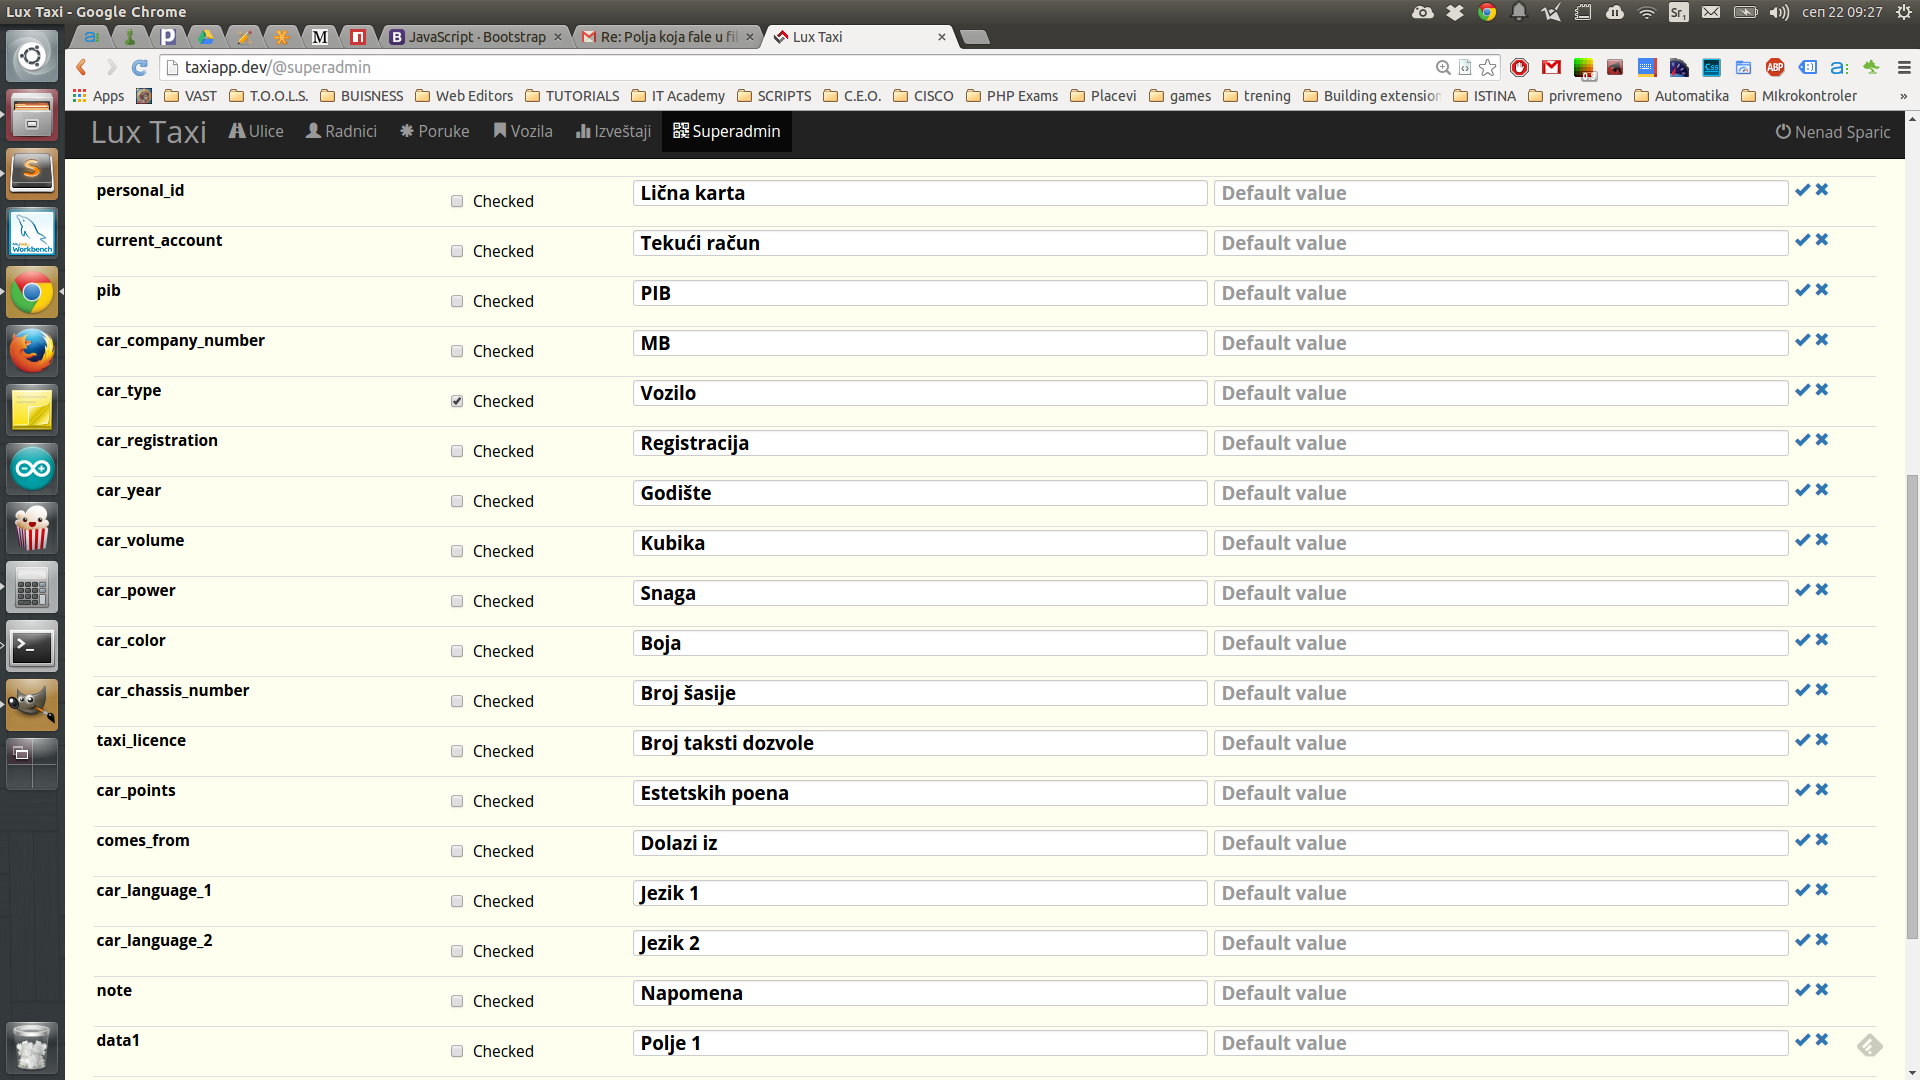 Lux Taxi - Google Chrome
Sr1
сеп 22 09:27
JavaScript · Bootstrap
Re: Polja koja fale u fil
Lux Taxi
taxiapp.dev/@superadmin
Apps VAST T.O.O.L.S. BUISNESS Web Editors TUTORIALS IT Academy SCRIPTS C.E.O. CISCO PHP Exams Placevi games trening Building extension ISTINA privremeno Automatika MIkrokontroler »
Lux Taxi Ulice Radnici Poruke Vozila Izveštaji Superadmin Nenad Sparic
personal_id Checked Lična karta Default value
current_account Checked Tekući račun Default value
pib Checked PIB Default value
car_company_number Checked MB Default value
car_type Checked Vozilo Default value
car_registration Checked Registracija Default value
car_year Checked Godište Default value
car_volume Checked Kubika Default value
car_power Checked Snaga Default value
car_color Checked Boja Default value
car_chassis_number Checked Broj šasije Default value
taxi_licence Checked Broj taksti dozvole Default value
car_points Checked Estetskih poena Default value
comes_from Checked Dolazi iz Default value
car_language_1 Checked Jezik 1 Default value
car_language_2 Checked Jezik 2 Default value
note Checked Napomena Default value
data1 Checked Polje 1 Default value